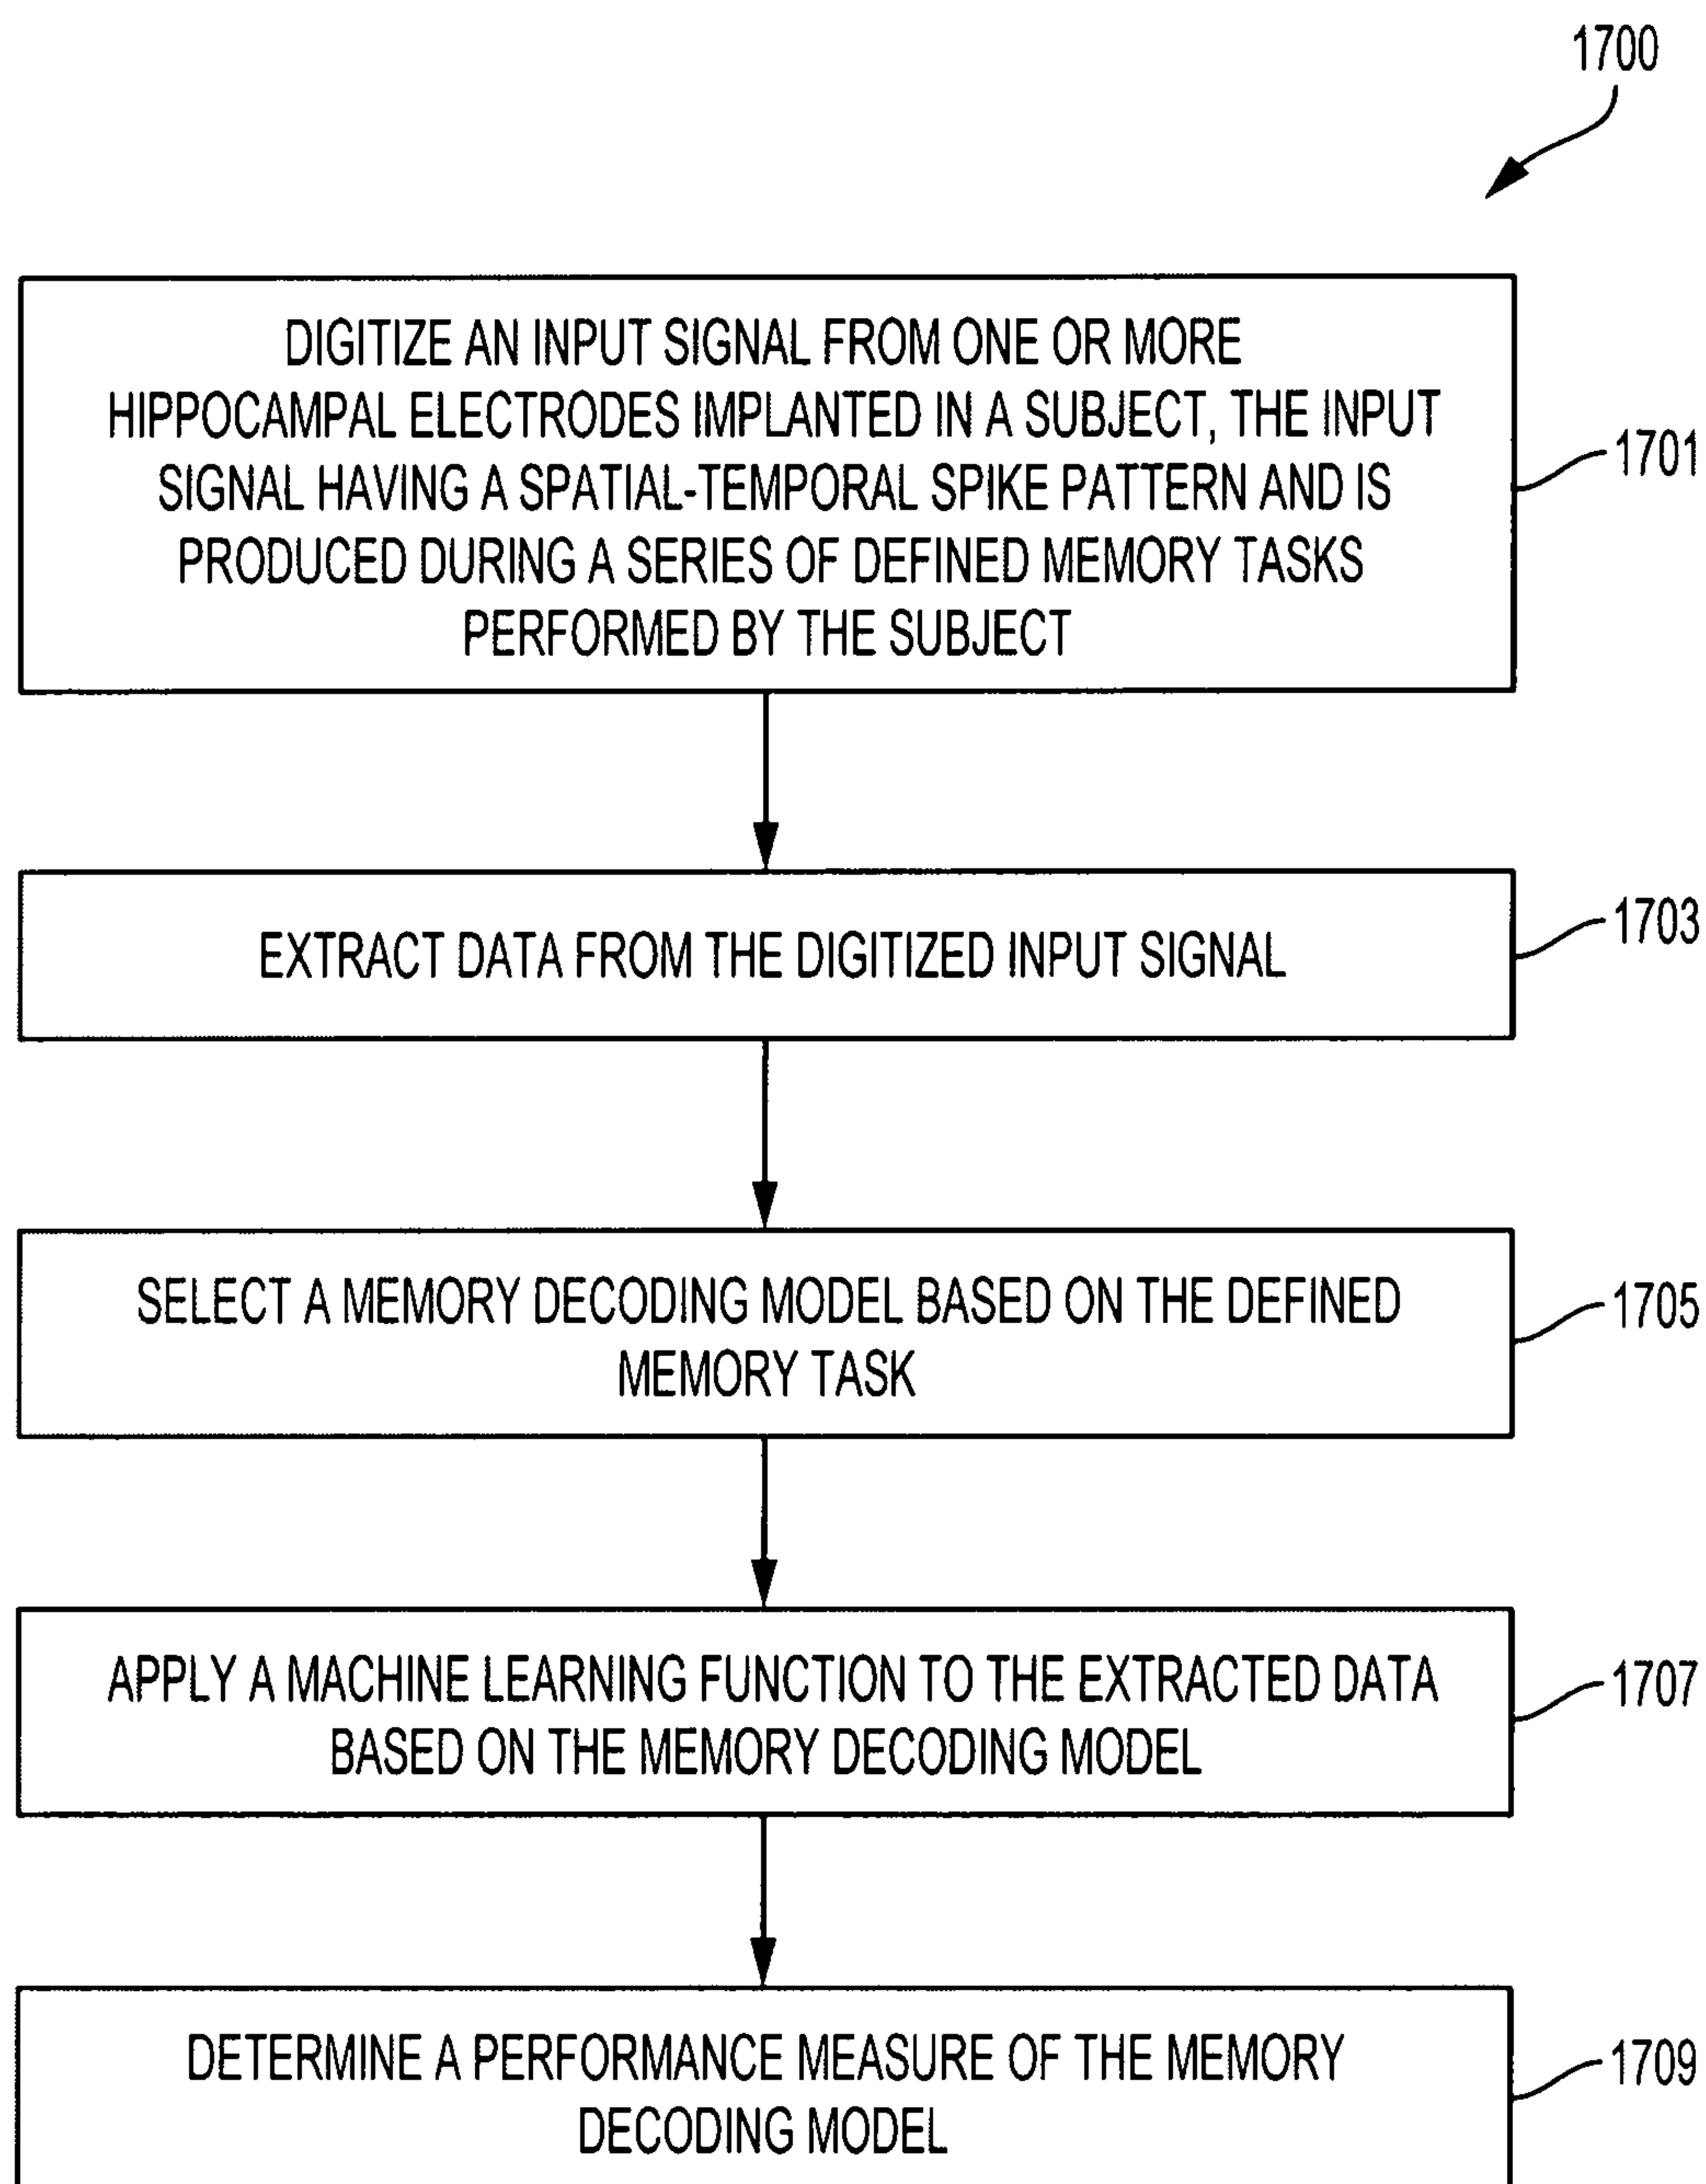 1700
DIGITIZE AN INPUT SIGNAL FROM ONE OR MORE
HIPPOCAMPAL ELECTRODES IMPLANTED IN A SUBJECT, THE INPUT
SIGNAL HAVING A SPATIAL-TEMPORAL SPIKE PATTERN AND IS
PRODUCED DURING A SERIES OF DEFINED MEMORY TASKS
PERFORMED BY THE SUBJECT
1701
EXTRACT DATA FROM THE DIGITIZED INPUT SIGNAL
1703
SELECT A MEMORY DECODING MODEL BASED ON THE DEFINED
MEMORY TASK
1705
APPLY A MACHINE LEARNING FUNCTION TO THE EXTRACTED DATA
BASED ON THE MEMORY DECODING MODEL
1707
DETERMINE A PERFORMANCE MEASURE OF THE MEMORY
DECODING MODEL
1709